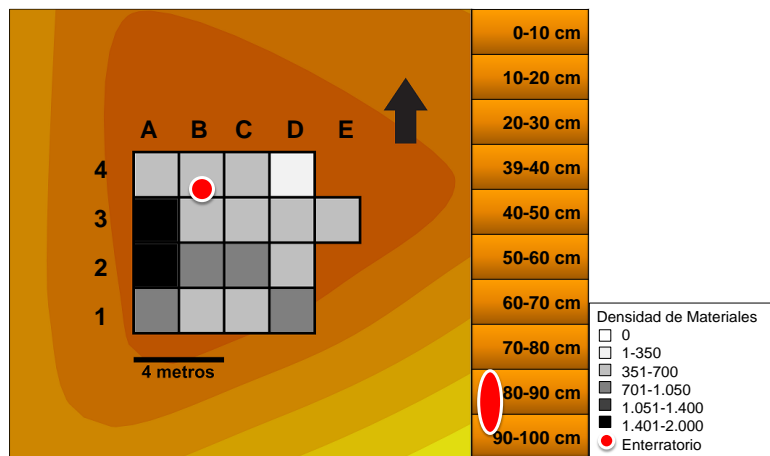 0-10 cm
10-20 cm
20-30 cm
39-40 cm
40-50 cm
50-60 cm
60-70 cm
70-80 cm
80-90 cm
90-100 cm
A B C D E
4
3
2
1
4 metros
Densidad de Materiales
0
1-350
351-700
701-1.050
1.051-1.400
1.401-2.000
Enterratorio